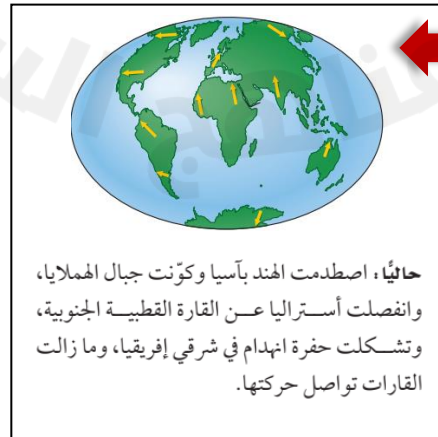 حاليًّا: اصطدمت الهند بآسيا وكوّنت جبال الهملايا،
وانفصلت أستراليا عن القارة القطبية الجنوبية،
وتشكلت حفرة انهدام في شرقي إفريقيا، وما زالت
القارات تواصل حركتها.